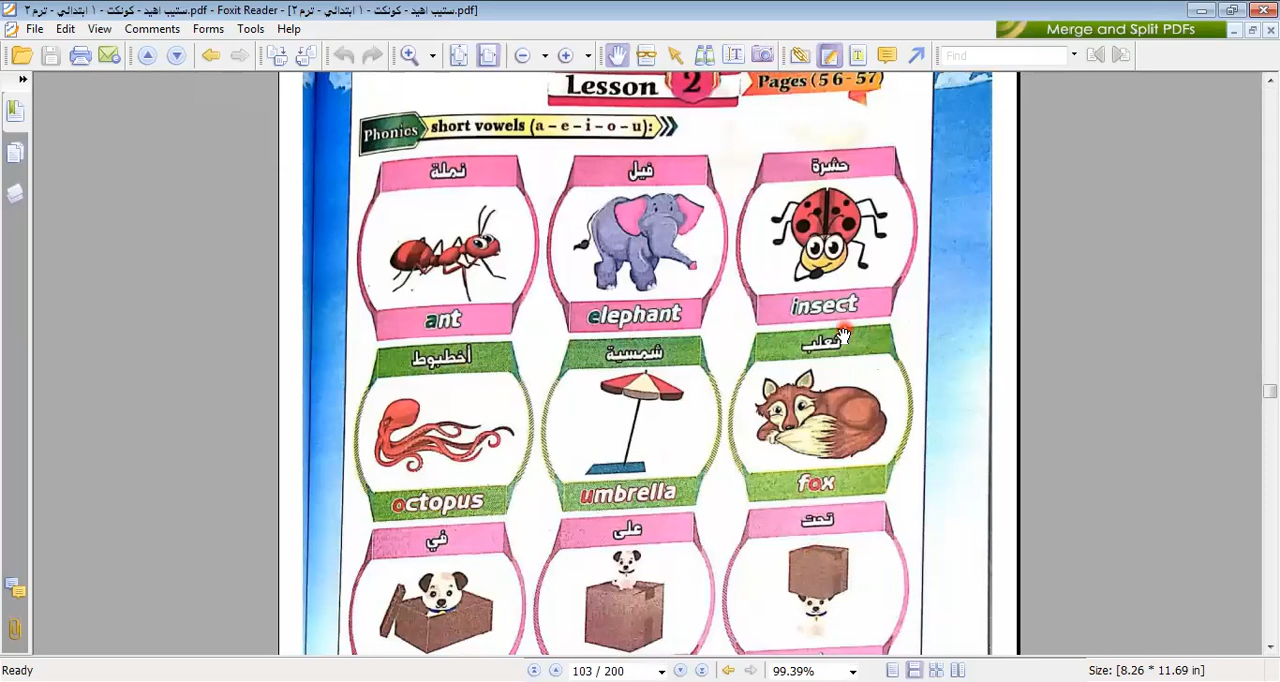 ستيب اهيد - كونكت - ١ ابتدائي - ترم ٢.pdf - Foxit Reader - [ستيب اهيد - كونكت - ١ ابتدائي - ترم ٢.pdf]
File Edit View Comments Forms Tools Help
Merge and Split PDFs
Find
Lesson 2 Pages (56-57)
Phonics short vowels (a – e – i – o – u):
نملة فيل حشرة
ant elephant insect
أخطبوط شمسية ثعلب
octopus umbrella fox
في على تحت
Ready 103 / 200 99.39% Size: [8.26 * 11.69 in]